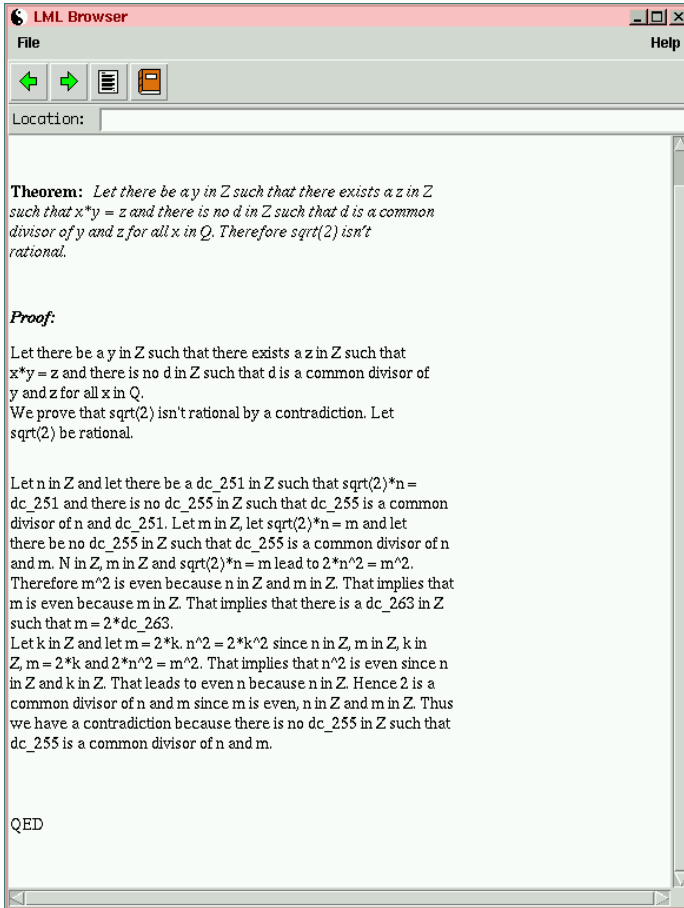 LML Browser
File Help
Location:
Theorem: Let there be a y in Z such that there exists a z in Z
such that x*y = z and there is no d in Z such that d is a common
divisor of y and z for all x in Q. Therefore sqrt(2) isn't
rational.
Proof:
Let there be a y in Z such that there exists a z in Z such that
x*y = z and there is no d in Z such that d is a common divisor of
y and z for all x in Q.
We prove that sqrt(2) isn't rational by a contradiction. Let
sqrt(2) be rational.
Let n in Z and let there be a dc_251 in Z such that sqrt(2)*n =
dc_251 and there is no dc_255 in Z such that dc_255 is a common
divisor of n and dc_251. Let m in Z, let sqrt(2)*n = m and let
there be no dc_255 in Z such that dc_255 is a common divisor of n
and m. N in Z, m in Z and sqrt(2)*n = m lead to 2*n^2 = m^2.
Therefore m^2 is even because n in Z and m in Z. That implies that
m is even because m in Z. That implies that there is a dc_263 in Z
such that m = 2*dc_263.
Let k in Z and let m = 2*k. n^2 = 2*k^2 since n in Z, m in Z, k in
Z, m = 2*k and 2*n^2 = m^2. That implies that n^2 is even since n
in Z and k in Z. That leads to even n because n in Z. Hence 2 is a
common divisor of n and m since m is even, n in Z and m in Z. Thus
we have a contradiction because there is no dc_255 in Z such that
dc_255 is a common divisor of n and m.
QED